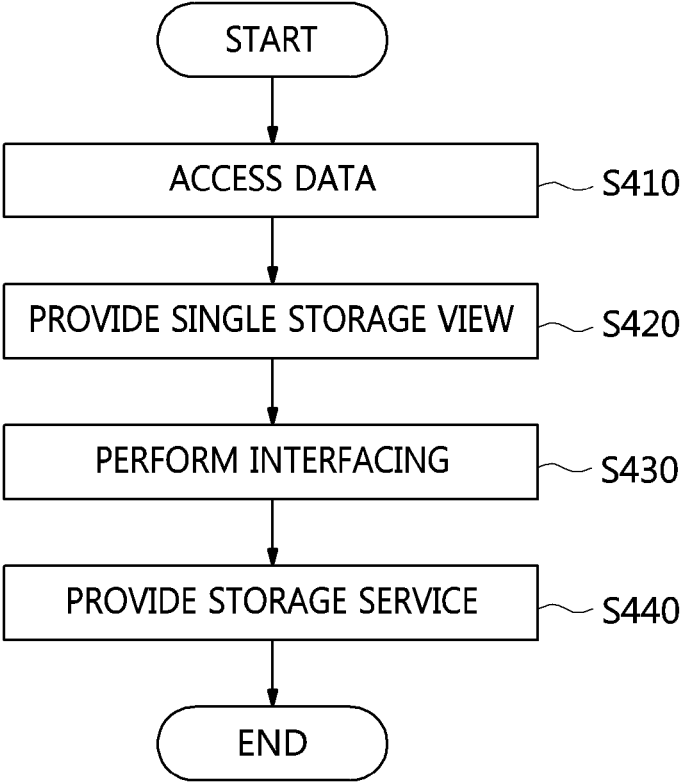 START
ACCESS DATA
S410
PROVIDE SINGLE STORAGE VIEW
S420
PERFORM INTERFACING
S430
PROVIDE STORAGE SERVICE
S440
END